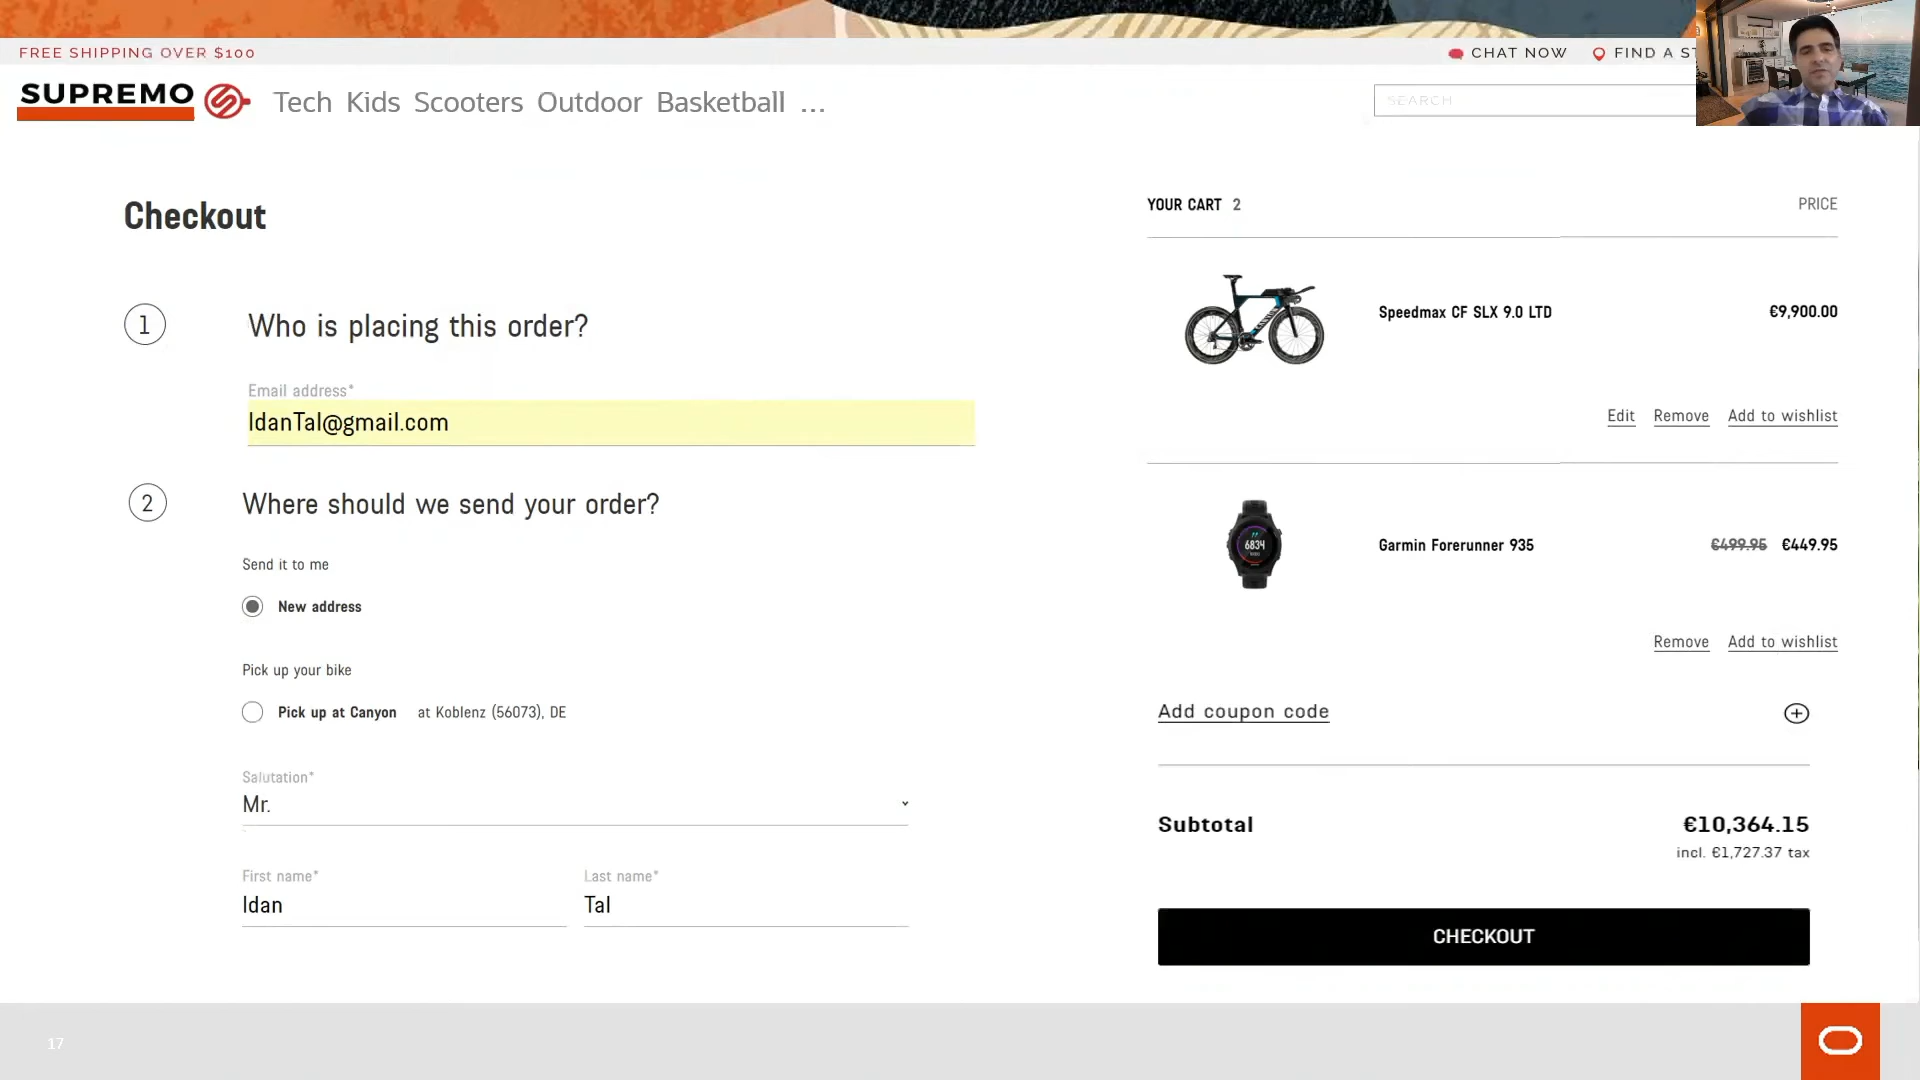 FREE SHIPPING OVER $100
CHAT NOW FIND A ST
SUPREMO Tech Kids Scooters Outdoor Basketball ...
SEARCH
Checkout
YOUR CART 2 PRICE
1 Who is placing this order?
Speedmax CF SLX 9.0 LTD €9,900.00
Email address*
IdanTal@gmail.com
Edit Remove Add to wishlist
2 Where should we send your order?
Garmin Forerunner 935 €499.95 €449.95
6834
Send it to me
New address
Remove Add to wishlist
Pick up your bike
Pick up at Canyon at Koblenz (56073), DE
Add coupon code
Salutation*
Mr.
Subtotal €10,364.15
incl. €1,727.37 tax
First name* Last name*
Idan Tal
CHECKOUT
17